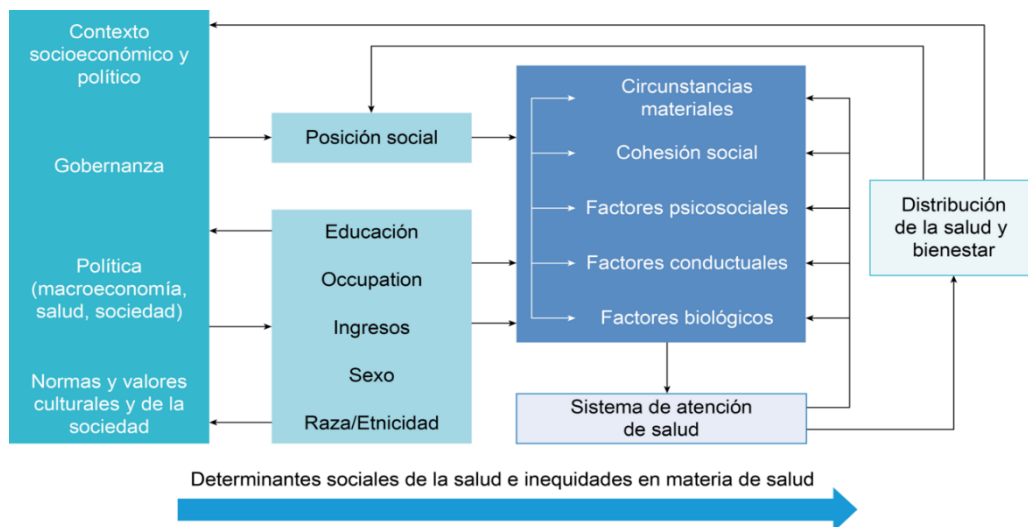 Contexto
socioeconómico y
político
Gobernanza
Política
(macroeconomía,
salud, sociedad)
Normas y valores
culturales y de la
sociedad
Posición social
Educación
Occupation
Ingresos
Sexo
Raza/Etnicidad
Circunstancias
materiales
Cohesión social
Factores psicosociales
Factores conductuales
Factores biológicos
Sistema de atención
de salud
Distribución
de la salud y
bienestar
Determinantes sociales de la salud e inequidades en materia de salud